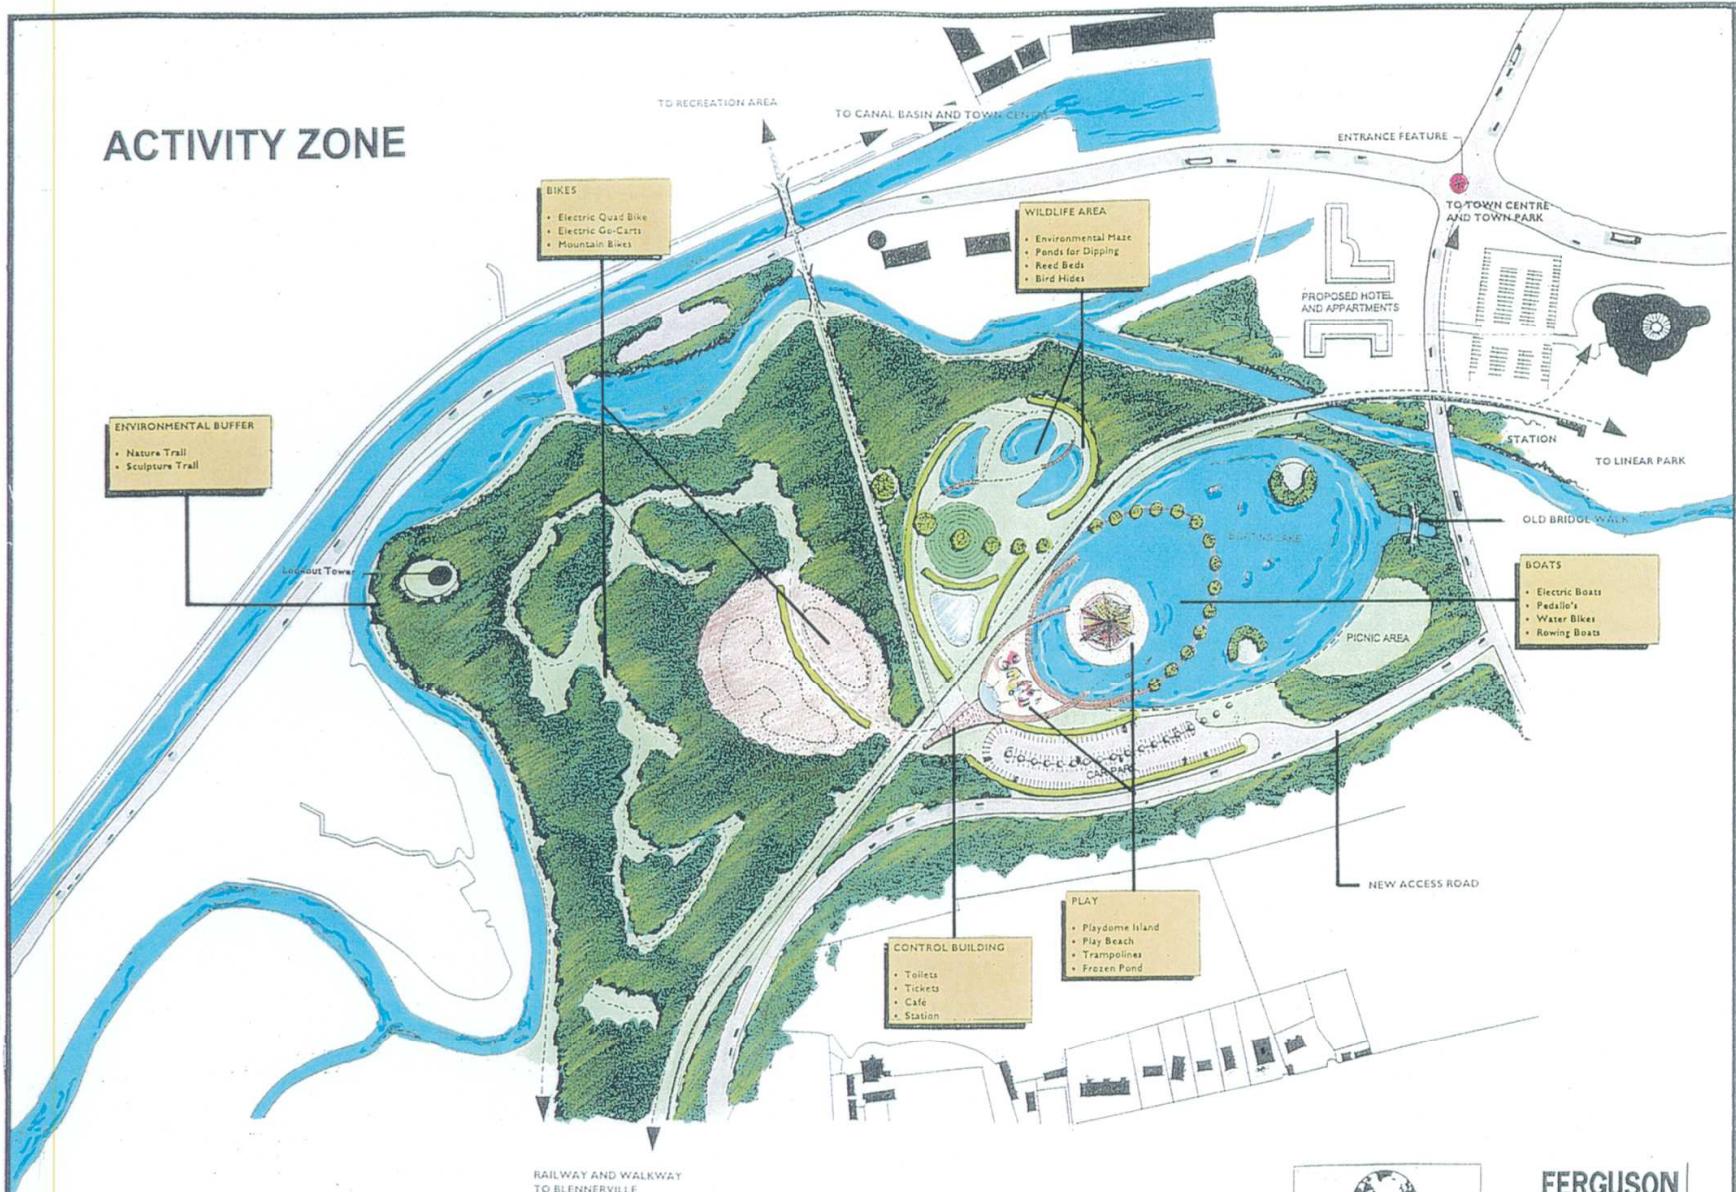 ACTIVITY ZONE
TO RECREATION AREA
TO CANAL BASIN AND TOWN CENTRE
ENTRANCE FEATURE
TO TOWN CENTRE
AND TOWN PARK
BIKES
• Electric Quad Bike
• Electric Go-Carts
• Mountain Bikes
WILDLIFE AREA
• Environmental Maze
• Ponds for Dipping
• Reed Beds
• Bird Hides
PROPOSED HOTEL
AND APPARTMENTS
ENVIRONMENTAL BUFFER
• Nature Trail
• Sculpture Trail
STATION
TO LINEAR PARK
OLD BRIDGE WALK
BOATING LAKE
Lookout Tower
BOATS
• Electric Boats
• Pedallo's
• Water Bikes
• Rowing Boats
PICNIC AREA
CAR PARK
NEW ACCESS ROAD
PLAY
• Playdome Island
• Play Beach
• Trampolines
• Frozen Pond
CONTROL BUILDING
• Toilets
• Tickets
• Café
• Station
RAILWAY AND WALKWAY
TO BLENNERVILLE
FERGUSON